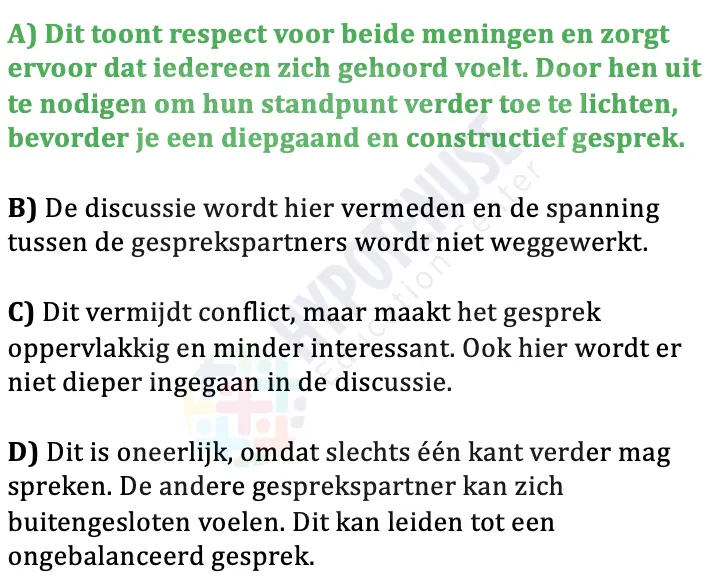 A) Dit toont respect voor beide meningen en zorgt
ervoor dat iedereen zich gehoord voelt. Door hen uit
te nodigen om hun standpunt verder toe te lichten,
bevorder je een diepgaand en constructief gesprek.
B) De discussie wordt hier vermeden en de spanning
tussen de gesprekspartners wordt niet weggewerkt.
C) Dit vermijdt conflict, maar maakt het gesprek
oppervlakkig en minder interessant. Ook hier wordt er
niet dieper ingegaan in de discussie.
D) Dit is oneerlijk, omdat slechts één kant verder mag
spreken. De andere gesprekspartner kan zich
buitengesloten voelen. Dit kan leiden tot een
ongebalanceerd gesprek.
HYPOTENUSE
Education Center